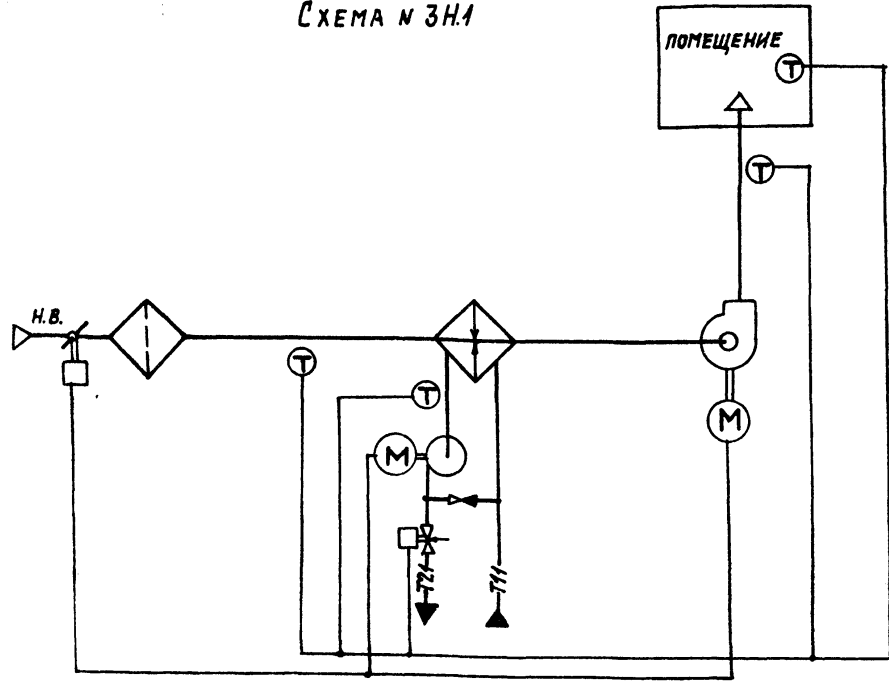 СХЕМА N 3Н.1
ПОМЕЩЕНИЕ
Т
Т
Н.В.
Т
Т
М
М
Т21
Т11